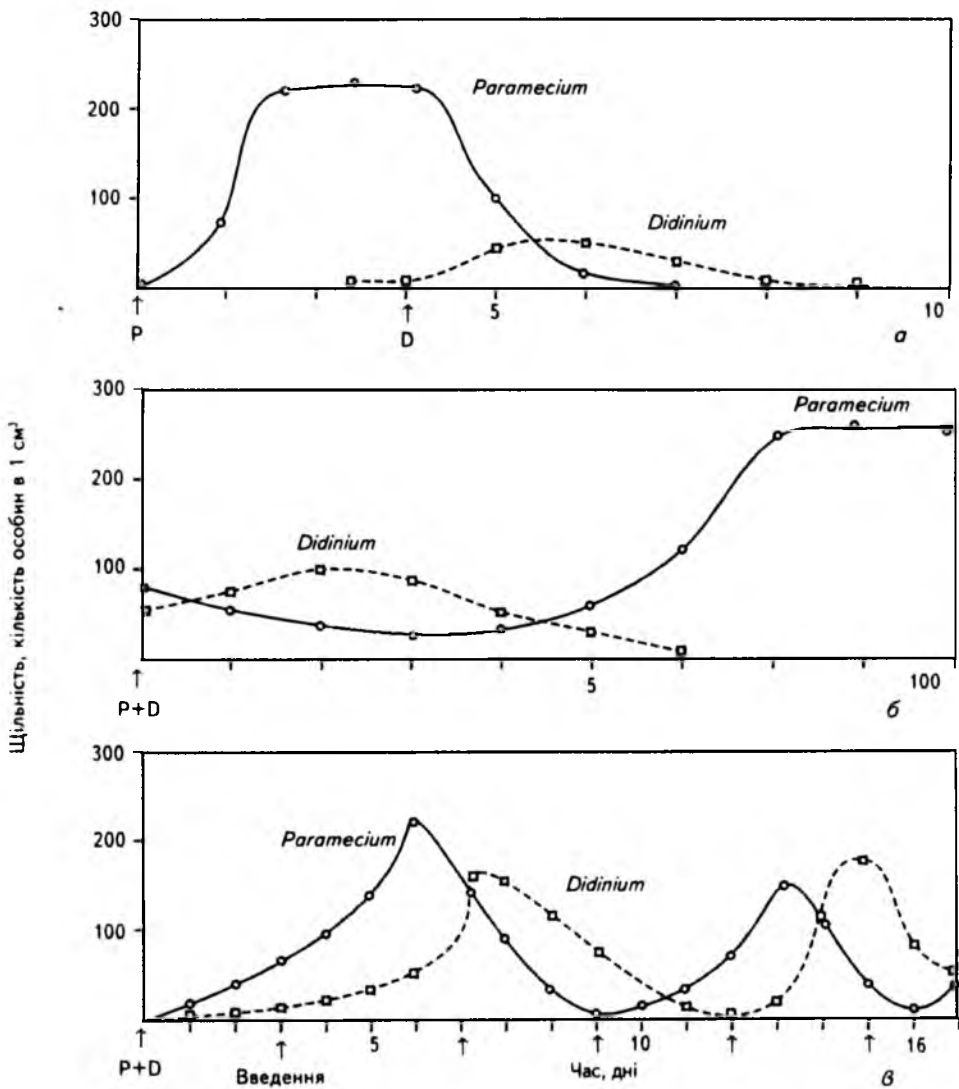 300
200
100
Paramecium
Didinium
P
D
5
10
а
Щільність, кількість особин в 1 см³
300
200
100
Paramecium
Didinium
P+D
5
100
б
300
200
100
Paramecium
Didinium
P+D
5
10
16
Введення
Час, дні
в